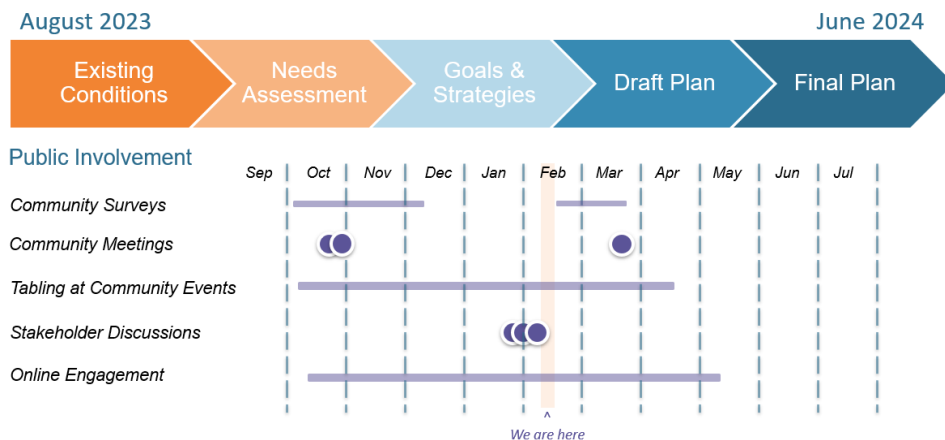 August 2023
June 2024
Existing
Conditions
Needs
Assessment
Goals &
Strategies
Draft Plan
Final Plan
Public Involvement
Sep Oct Nov Dec Jan Feb Mar Apr May Jun Jul
Community Surveys
Community Meetings
Tabling at Community Events
Stakeholder Discussions
Online Engagement
^
We are here